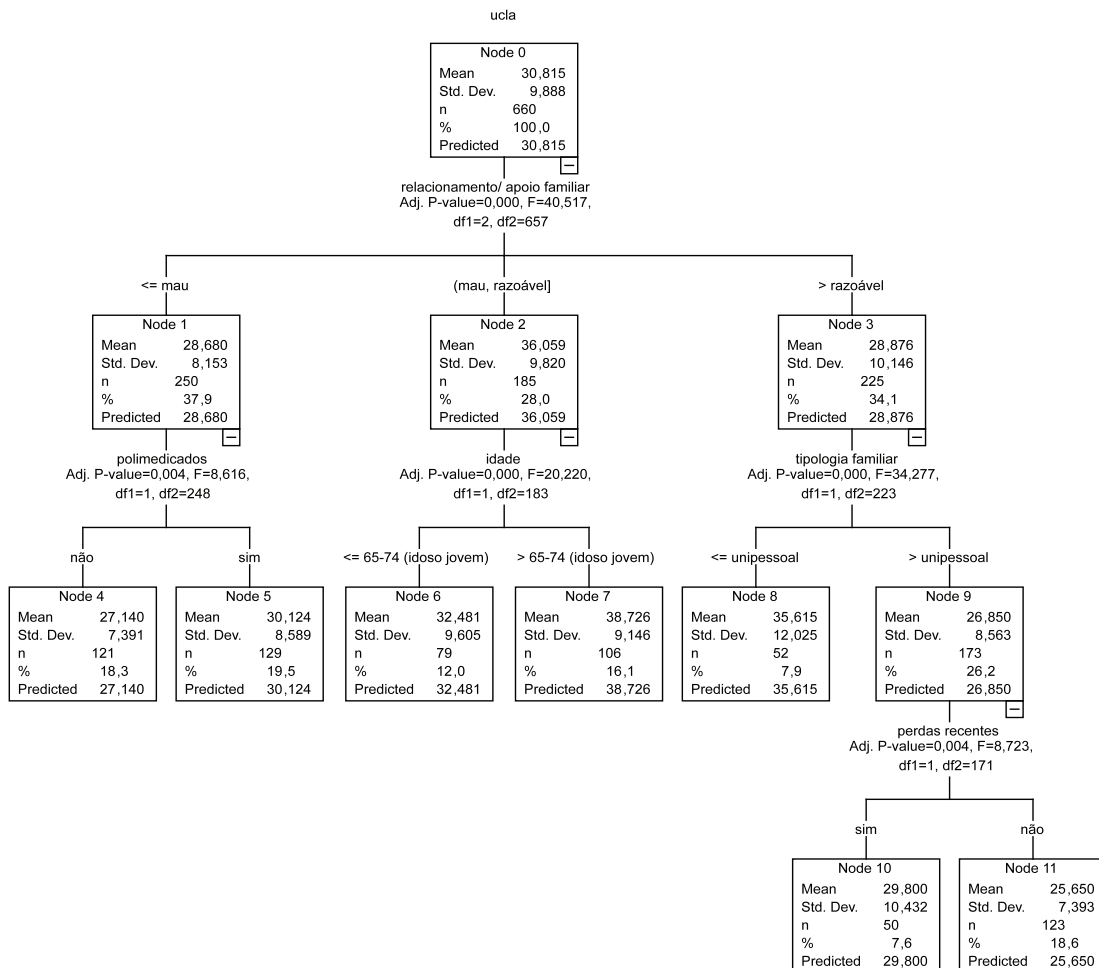 ucla
Node 0
Mean 30,815
Std. Dev. 9,888
n 660
% 100,0
Predicted 30,815
relacionamento/ apoio familiar
Adj. P-value=0,000, F=40,517,
df1=2, df2=657
<= mau
(mau, razoável]
> razoável
Node 1
Mean 28,680
Std. Dev. 8,153
n 250
% 37,9
Predicted 28,680
Node 2
Mean 36,059
Std. Dev. 9,820
n 185
% 28,0
Predicted 36,059
Node 3
Mean 28,876
Std. Dev. 10,146
n 225
% 34,1
Predicted 28,876
polimedicados
Adj. P-value=0,004, F=8,616,
df1=1, df2=248
idade
Adj. P-value=0,000, F=20,220,
df1=1, df2=183
tipologia familiar
Adj. P-value=0,000, F=34,277,
df1=1, df2=223
não
sim
<= 65-74 (idoso jovem)
> 65-74 (idoso jovem)
<= unipessoal
> unipessoal
Node 4
Mean 27,140
Std. Dev. 7,391
n 121
% 18,3
Predicted 27,140
Node 5
Mean 30,124
Std. Dev. 8,589
n 129
% 19,5
Predicted 30,124
Node 6
Mean 32,481
Std. Dev. 9,605
n 79
% 12,0
Predicted 32,481
Node 7
Mean 38,726
Std. Dev. 9,146
n 106
% 16,1
Predicted 38,726
Node 8
Mean 35,615
Std. Dev. 12,025
n 52
% 7,9
Predicted 35,615
Node 9
Mean 26,850
Std. Dev. 8,563
n 173
% 26,2
Predicted 26,850
perdas recentes
Adj. P-value=0,004, F=8,723,
df1=1, df2=171
sim
não
Node 10
Mean 29,800
Std. Dev. 10,432
n 50
% 7,6
Predicted 29,800
Node 11
Mean 25,650
Std. Dev. 7,393
n 123
% 18,6
Predicted 25,650